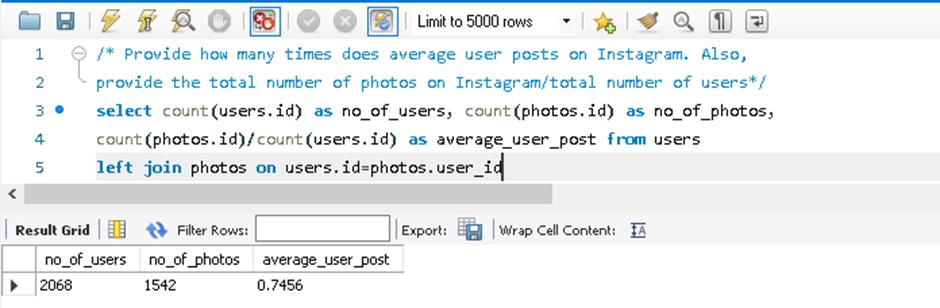 Limit to 5000 rows
1 /* Provide how many times does average user posts on Instagram. Also,
2 provide the total number of photos on Instagram/total number of users*/
3 select count(users.id) as no_of_users, count(photos.id) as no_of_photos,
4 count(photos.id)/count(users.id) as average_user_post from users
5 left join photos on users.id=photos.user_id
Result Grid Filter Rows: Export: Wrap Cell Content:
no_of_users no_of_photos average_user_post
2068 1542 0.7456